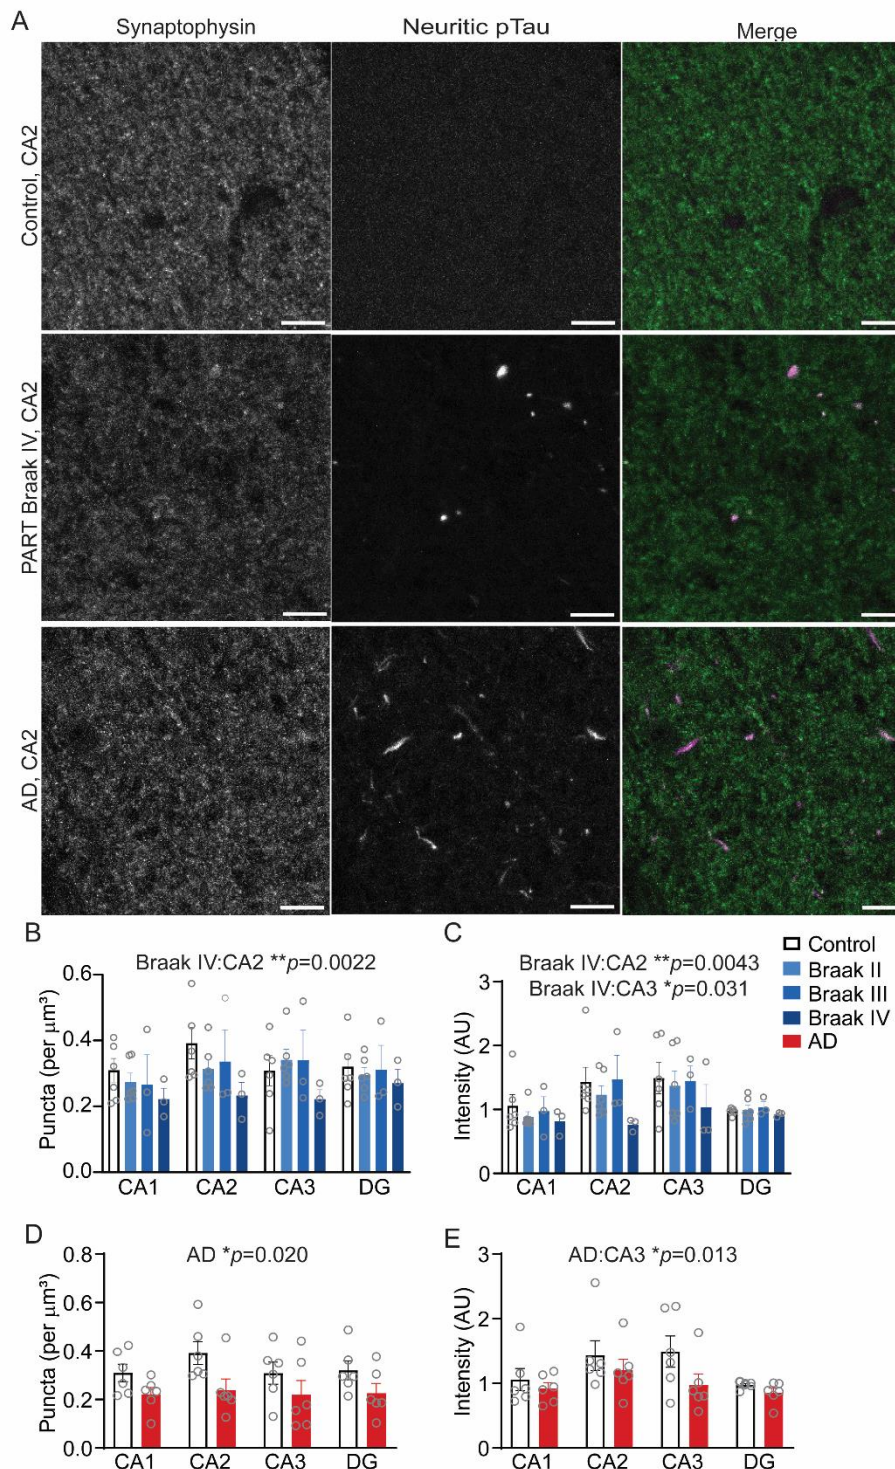 A
Synaptophysin
Neuritic pTau
Merge
Control, CA2
PART Braak IV, CA2
AD, CA2
B
Braak IV:CA2 **p=0.0022
Puncta (per µm³)
0.6
0.4
0.2
0.0
CA1 CA2 CA3 DG
C
Braak IV:CA2 **p=0.0043
Braak IV:CA3 *p=0.031
Intensity (AU)
3
2
1
0
CA1 CA2 CA3 DG
Control
Braak II
Braak III
Braak IV
AD
D
AD *p=0.020
Puncta (per µm³)
0.8
0.6
0.4
0.2
0.0
CA1 CA2 CA3 DG
E
AD:CA3 *p=0.013
Intensity (AU)
3
2
1
0
CA1 CA2 CA3 DG